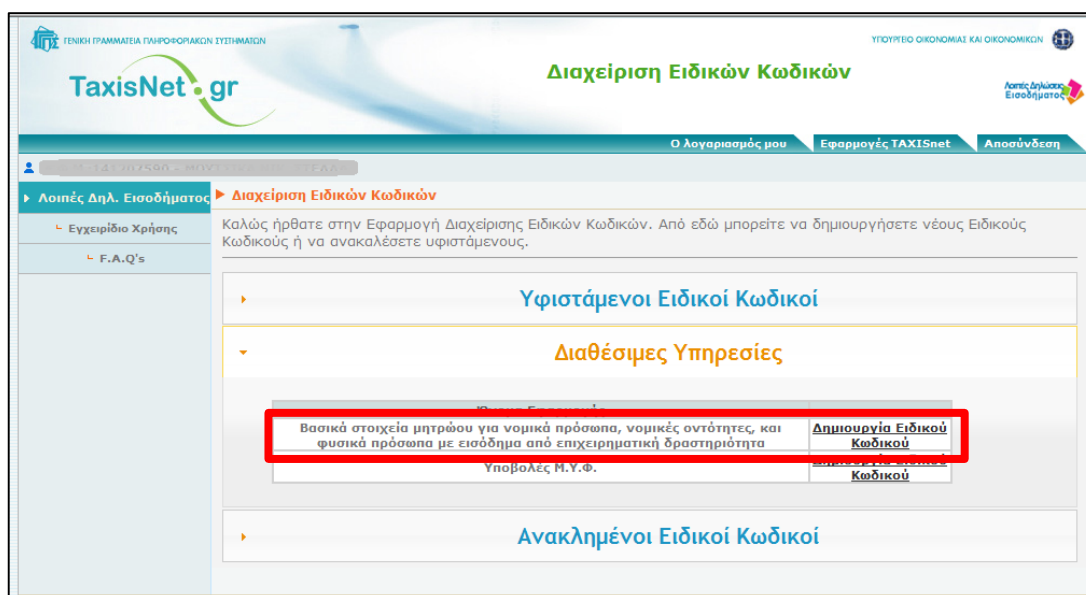 ΓΕΝΙΚΗ ΓΡΑΜΜΑΤΕΙΑ ΠΛΗΡΟΦΟΡΙΑΚΩΝ ΣΥΣΤΗΜΑΤΩΝ
ΥΠΟΥΡΓΕΙΟ ΟΙΚΟΝΟΜΙΑΣ ΚΑΙ ΟΙΚΟΝΟΜΙΚΩΝ
TaxisNet.gr
Διαχείριση Ειδικών Κωδικών
Λοιπές Δηλώσεις
Εισοδήματος
Ο λογαριασμός μου Εφαρμογές TAXISnet Αποσύνδεση
Λοιπές Δηλ. Εισοδήματος
Εγχειρίδιο Χρήσης
F.A.Q's
Διαχείριση Ειδικών Κωδικών
Καλώς ήρθατε στην Εφαρμογή Διαχείρισης Ειδικών Κωδικών. Από εδώ μπορείτε να δημιουργήσετε νέους Ειδικούς
Κωδικούς ή να ανακαλέσετε υφιστάμενους.
Υφιστάμενοι Ειδικοί Κωδικοί
Διαθέσιμες Υπηρεσίες
Βασικά στοιχεία μητρώου για νομικά πρόσωπα, νομικές οντότητες, και
φυσικά πρόσωπα με εισόδημα από επιχειρηματική δραστηριότητα
Δημιουργία Ειδικού
Κωδικού
Υποβολές Μ.Υ.Φ.
Δημιουργία Ειδικού
Κωδικού
Ανακλημένοι Ειδικοί Κωδικοί